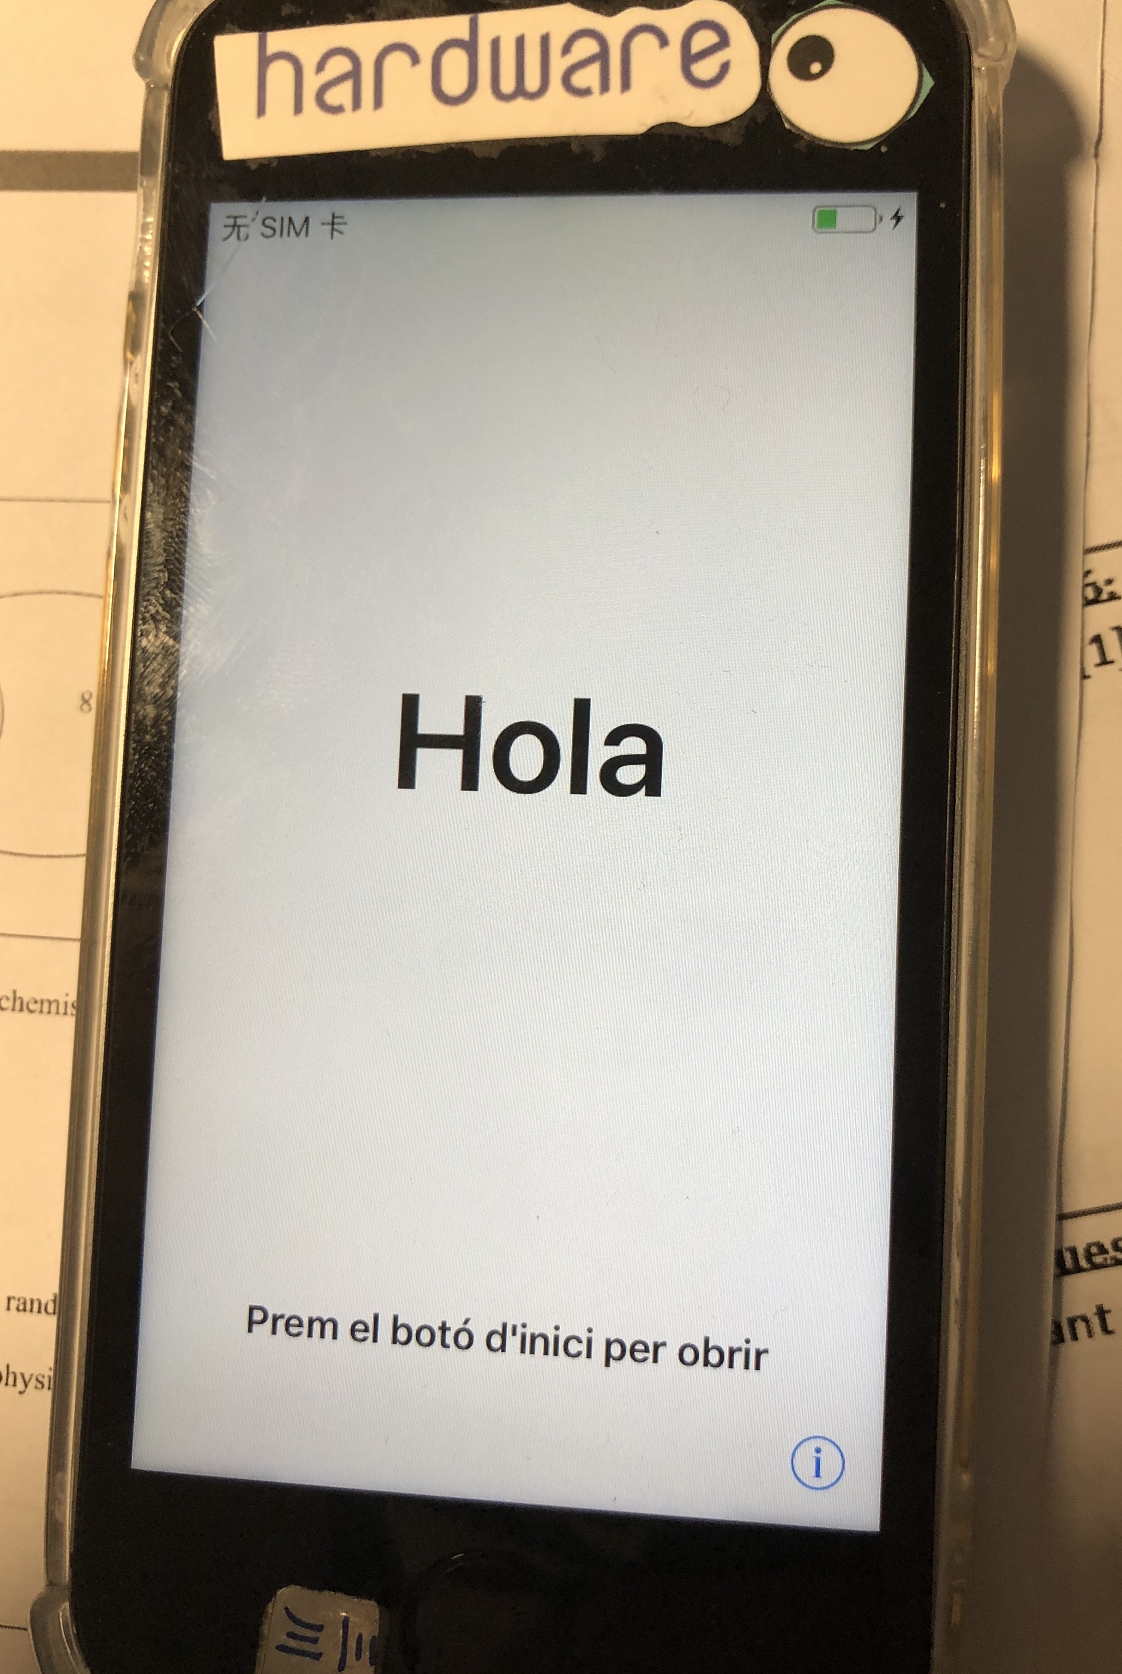 hardware
无 SIM 卡
Hola
Prem el botó d'inici per obrir
i
8
chemis
rand
physi
ó:
[1]
ues
ant